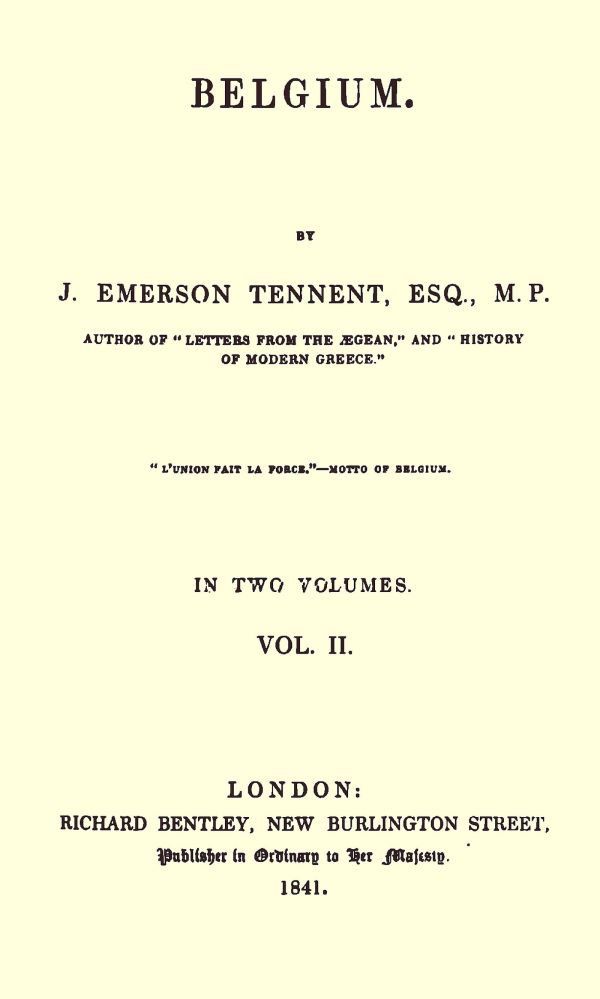 BELGIUM.
BY
J. EMERSON TENNENT, ESQ., M.P.
AUTHOR OF “LETTERS FROM THE ÆGEAN,” AND “HISTORY
OF MODERN GREECE.”
“L’UNION FAIT LA FORCE.”—MOTTO OF BELGIUM.
IN TWO VOLUMES.
VOL. II.
LONDON:
RICHARD BENTLEY, NEW BURLINGTON STREET,
Publisher in Ordinary to Her Majesty.
1841.